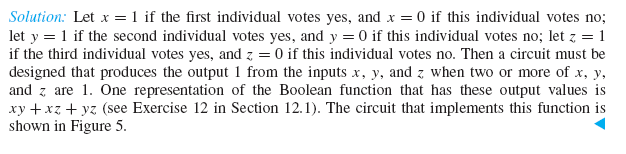 Solution: Let x = 1 if the first individual votes yes, and x = 0 if this individual votes no;
let y = 1 if the second individual votes yes, and y = 0 if this individual votes no; let z = 1
if the third individual votes yes, and z = 0 if this individual votes no. Then a circuit must be
designed that produces the output 1 from the inputs x, y, and z when two or more of x, y,
and z are 1. One representation of the Boolean function that has these output values is
xy + xz + yz (see Exercise 12 in Section 12.1). The circuit that implements this function is
shown in Figure 5.